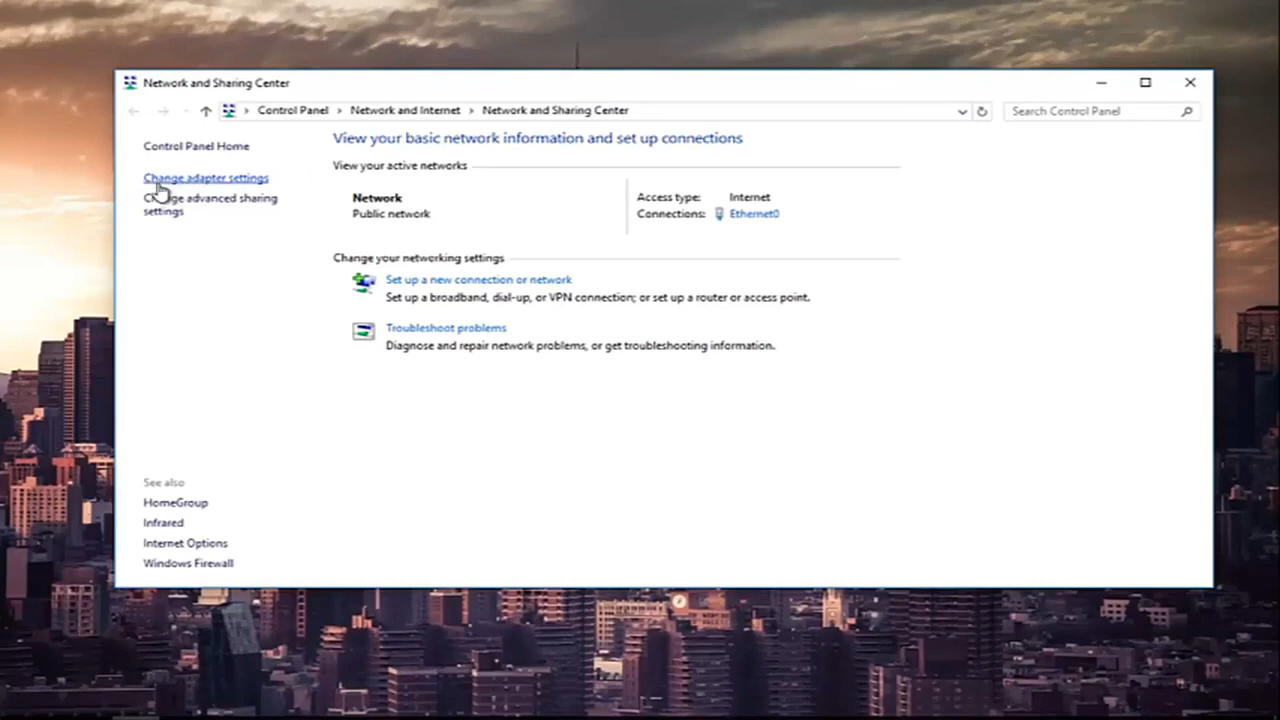 Network and Sharing Center
Control Panel > Network and Internet > Network and Sharing Center
Search Control Panel
Control Panel Home
Change adapter settings
Change advanced sharing
settings
View your basic network information and set up connections
View your active networks
Network
Public network
Access type: Internet
Connections: Ethernet0
Change your networking settings
Set up a new connection or network
Set up a broadband, dial-up, or VPN connection; or set up a router or access point.
Troubleshoot problems
Diagnose and repair network problems, or get troubleshooting information.
See also
HomeGroup
Infrared
Internet Options
Windows Firewall